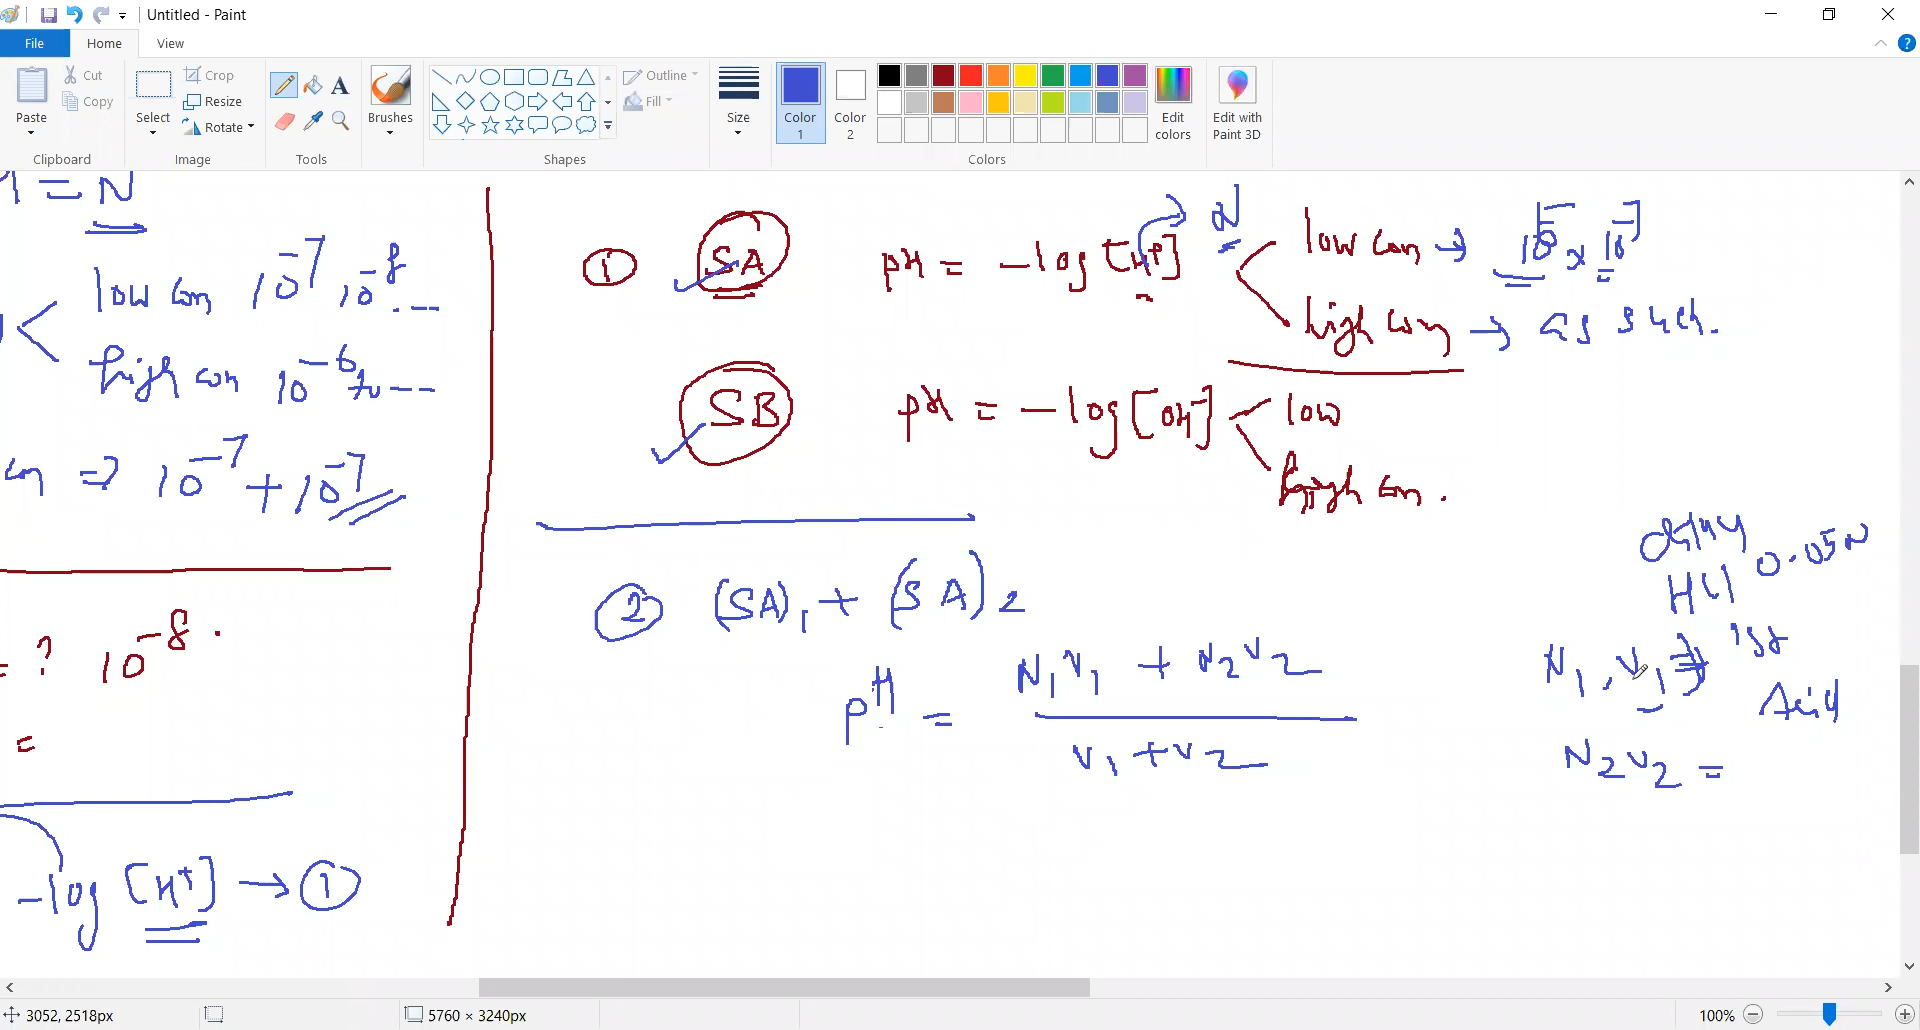 Untitled - Paint
File Home View
Paste
Cut
Copy
Clipboard
Select
Crop
Resize
Rotate
Image
Tools
Brushes
Shapes
Outline
Fill
Size
Color 1
Color 2
Edit colors
Colors
Edit with Paint 3D
= N
low con 10⁻⁷ 10⁻⁸ ...
high con 10⁻⁶ to ---
con => 10⁻⁷ + 10⁻⁷
= ? 10⁻⁸ .
=
-log [H⁺] → ①
① SA pH = -log [H⁺] N
low con →
high con → as such.
SB pH = -log [OH⁻]
low
high con .
② (SA)₁ + (SA)₂
pH = N₁V₁ + N₂V₂
V₁ + V₂
HCl 0.05N
N₁, V₁ ⇒ 1st
Acid
N₂V₂ =
3052, 2518px
5760 × 3240px
100%